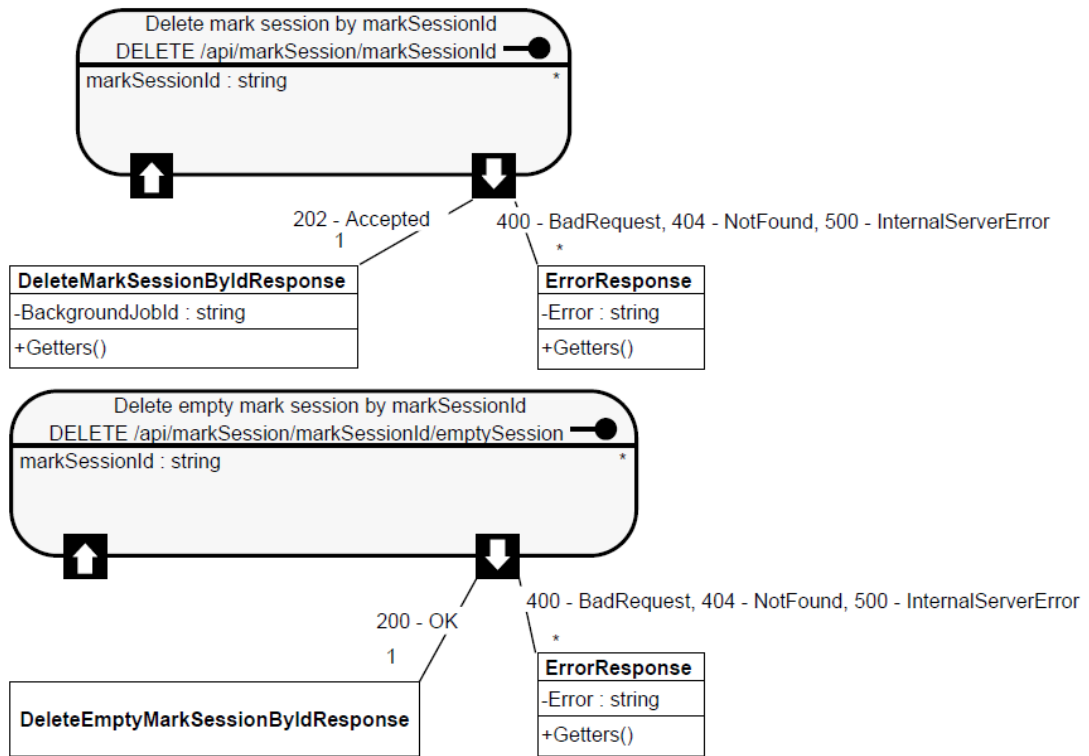 Delete mark session by markSessionId
DELETE /api/markSession/markSessionId
markSessionId : string
*
202 - Accepted
400 - BadRequest, 404 - NotFound, 500 - InternalServerError
1
*
DeleteMarkSessionByIdResponse
-BackgroundJobId : string
+Getters()
ErrorResponse
-Error : string
+Getters()
Delete empty mark session by markSessionId
DELETE /api/markSession/markSessionId/emptySession
markSessionId : string
*
200 - OK
400 - BadRequest, 404 - NotFound, 500 - InternalServerError
1
*
DeleteEmptyMarkSessionByIdResponse
ErrorResponse
-Error : string
+Getters()